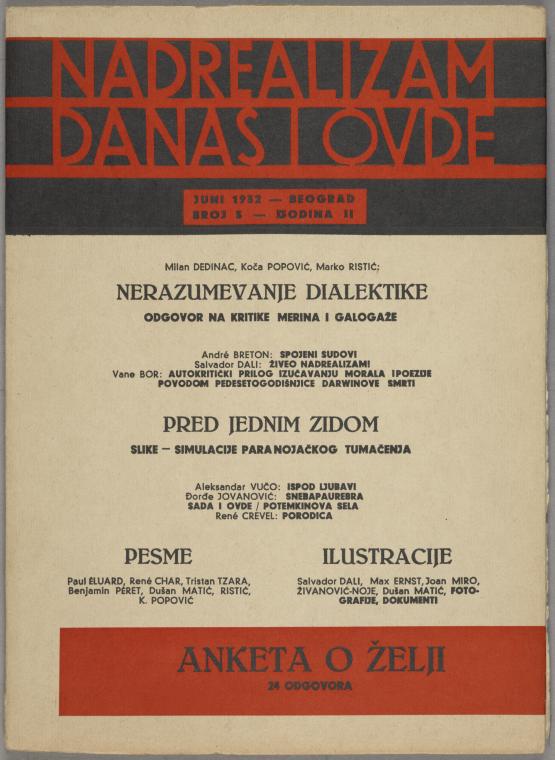 NADREALIZAM
DANAS I OVDE
JUNI 1932 — BEOGRAD
BROJ 3 — GODINA II
Milan DEDINAC, Koča POPOVIĆ, Marko RISTIĆ:
NERAZUMEVANJE DIALEKTIKE
ODGOVOR NA KRITIKE MERINA I GALOGAŽE
André BRETON: SPOJENI SUDOVI
Salvador DALI: ŽIVEO NADREALIZAM!
Vane BOR: AUTOKRITIČKI PRILOG IZUČAVANJU MORALA I POEZIJE
POVODOM PEDESETOGODIŠNJICE DARWINOVE SMRTI
PRED JEDNIM ZIDOM
SLIKE — SIMULACIJE PARANOJAČKOG TUMAČENJA
Aleksandar VUČO: ISPOD LJUBAVI
Đorđe JOVANOVIĆ: SNEBAPAUREBRA
SADA I OVDE / POTEMKINOVA SELA
René CREVEL: PORODICA
PESME
Paul ÉLUARD, René CHAR, Tristan TZARA,
Benjamin PÉRET, Dušan MATIĆ, RISTIĆ,
K. POPOVIĆ
ILUSTRACIJE
Salvador DALI, Max ERNST, Joan MIRO,
ŽIVANOVIĆ-NOJE, Dušan MATIĆ, FOTO-
GRAFIJE, DOKUMENTI
ANKETA O ŽELJI
24 ODGOVORA